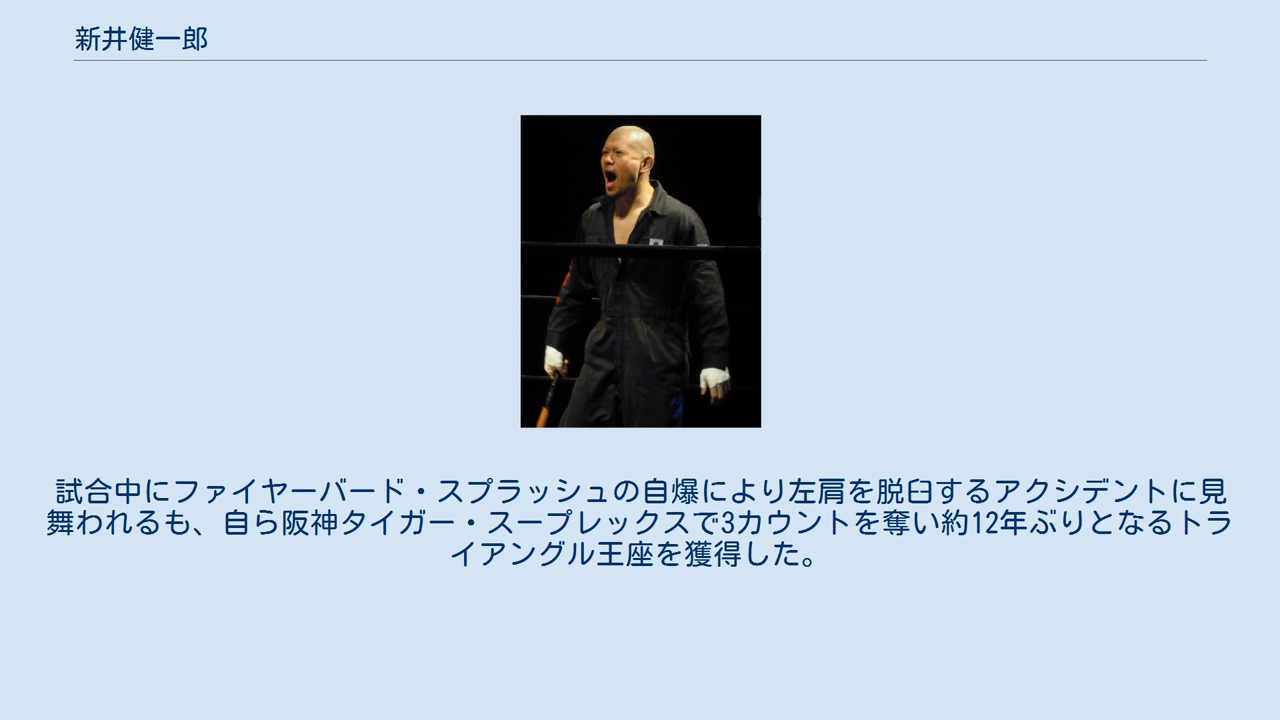 新井健一郎
試合中にファイヤーバード・スプラッシュの自爆により左肩を脱臼するアクシデントに見
舞われるも、自ら阪神タイガー・スープレックスで3カウントを奪い約12年ぶりとなるトラ
イアングル王座を獲得した。